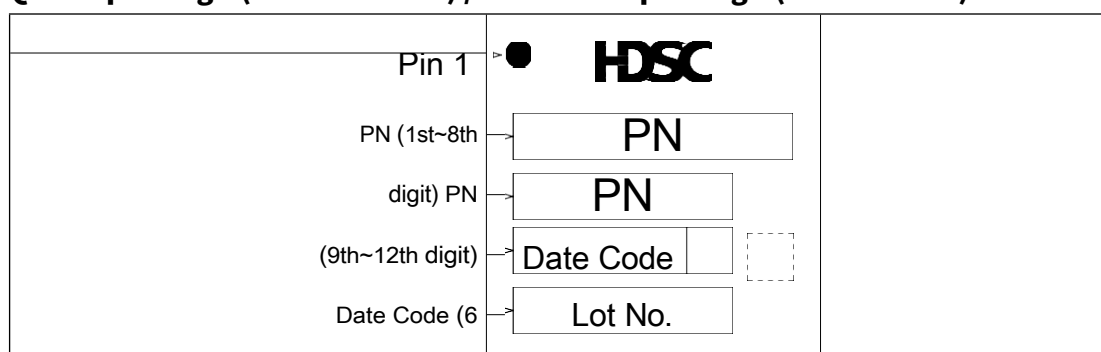 Pin 1 HDSC
PN (1st~8th PN
digit) PN PN
(9th~12th digit) Date Code
Date Code (6 Lot No.